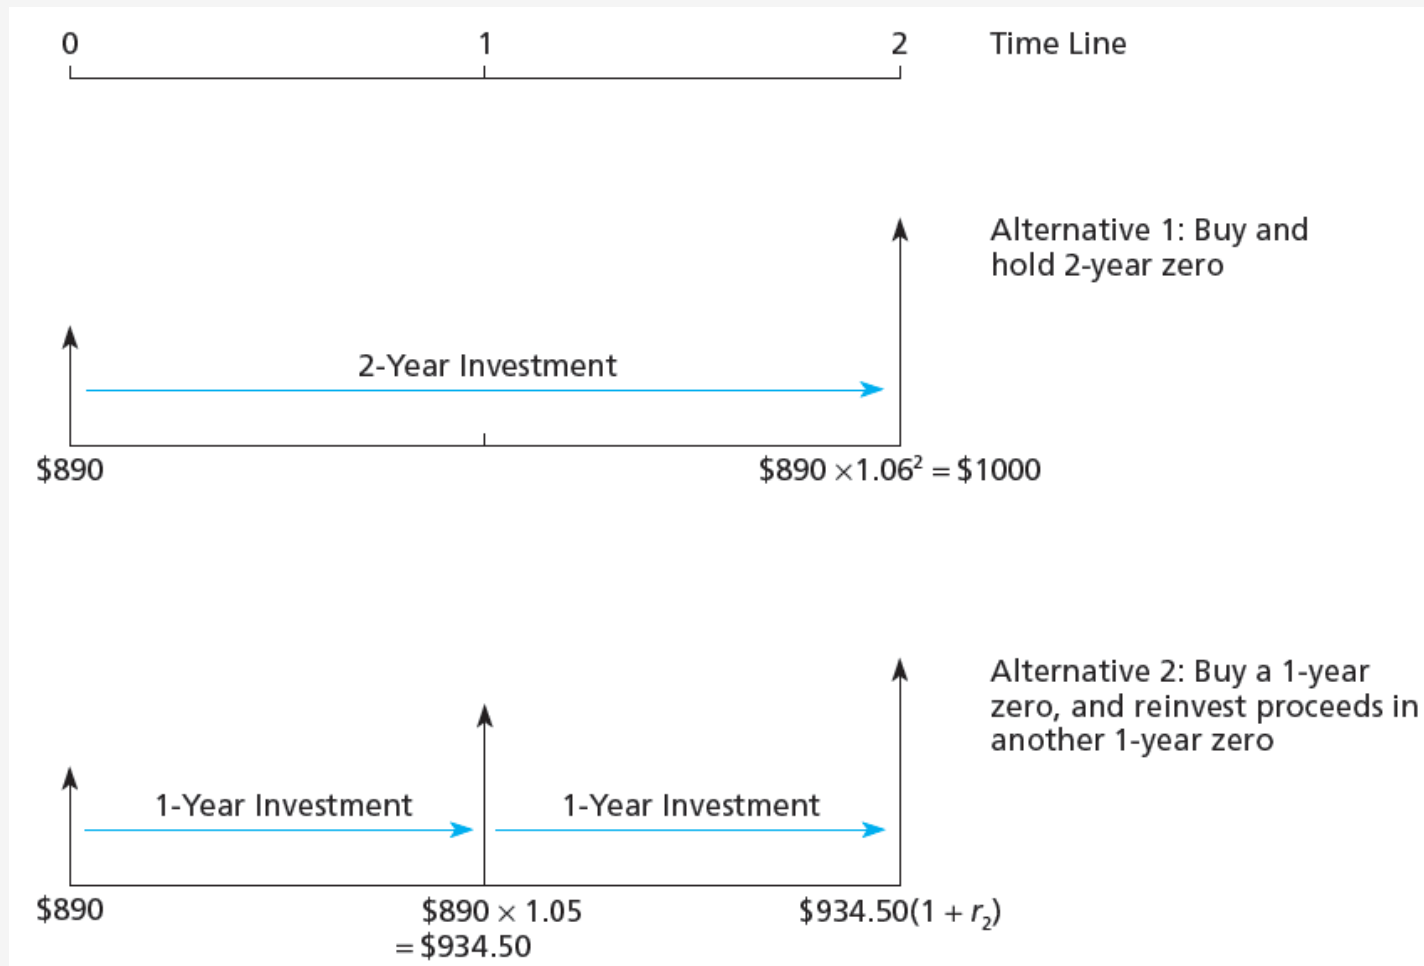 0 1 2 Time Line
Alternative 1: Buy and
hold 2-year zero
2-Year Investment
$890 $890 ×1.06² = $1000
Alternative 2: Buy a 1-year
zero, and reinvest proceeds in
another 1-year zero
1-Year Investment 1-Year Investment
$890 $890 × 1.05 $934.50(1 + r₂)
= $934.50